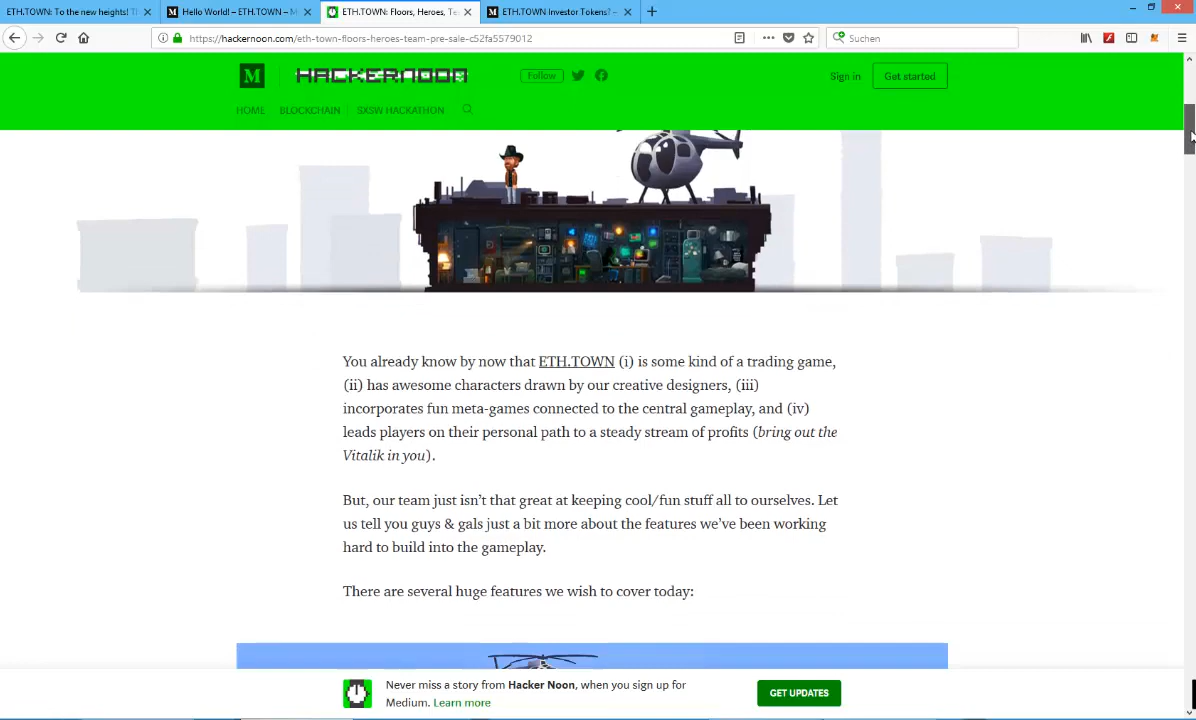 ETH.TOWN: To the new heights! T
Hello World! – ETH.TOWN – M
ETH.TOWN: Floors, Heroes, Te
ETH.TOWN Investor Tokens? –
https://hackernoon.com/eth-town-floors-heroes-team-pre-sale-c52fa5579012
Suchen
M
HACKERNOON
Follow
Sign in
Get started
HOME
BLOCKCHAIN
SXSW HACKATHON
You already know by now that ETH.TOWN (i) is some kind of a trading game,
(ii) has awesome characters drawn by our creative designers, (iii)
incorporates fun meta-games connected to the central gameplay, and (iv)
leads players on their personal path to a steady stream of profits (bring out the
Vitalik in you).
But, our team just isn’t that great at keeping cool/fun stuff all to ourselves. Let
us tell you guys & gals just a bit more about the features we’ve been working
hard to build into the gameplay.
There are several huge features we wish to cover today:
Never miss a story from Hacker Noon, when you sign up for
Medium. Learn more
GET UPDATES